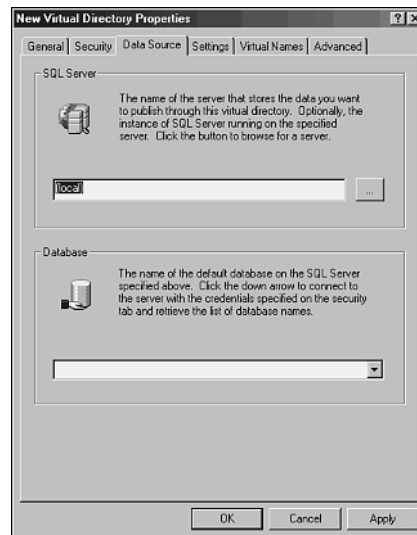 New Virtual Directory Properties
General Security Data Source Settings Virtual Names Advanced
SQL Server
The name of the server that stores the data you want
to publish through this virtual directory. Optionally, the
instance of SQL Server running on the specified
server. Click the button to browse for a server.
(local)
...
Database
The name of the default database on the SQL Server
specified above. Click the down arrow to connect to
the server with the credentials specified on the security
tab and retrieve the list of database names.
OK Cancel Apply